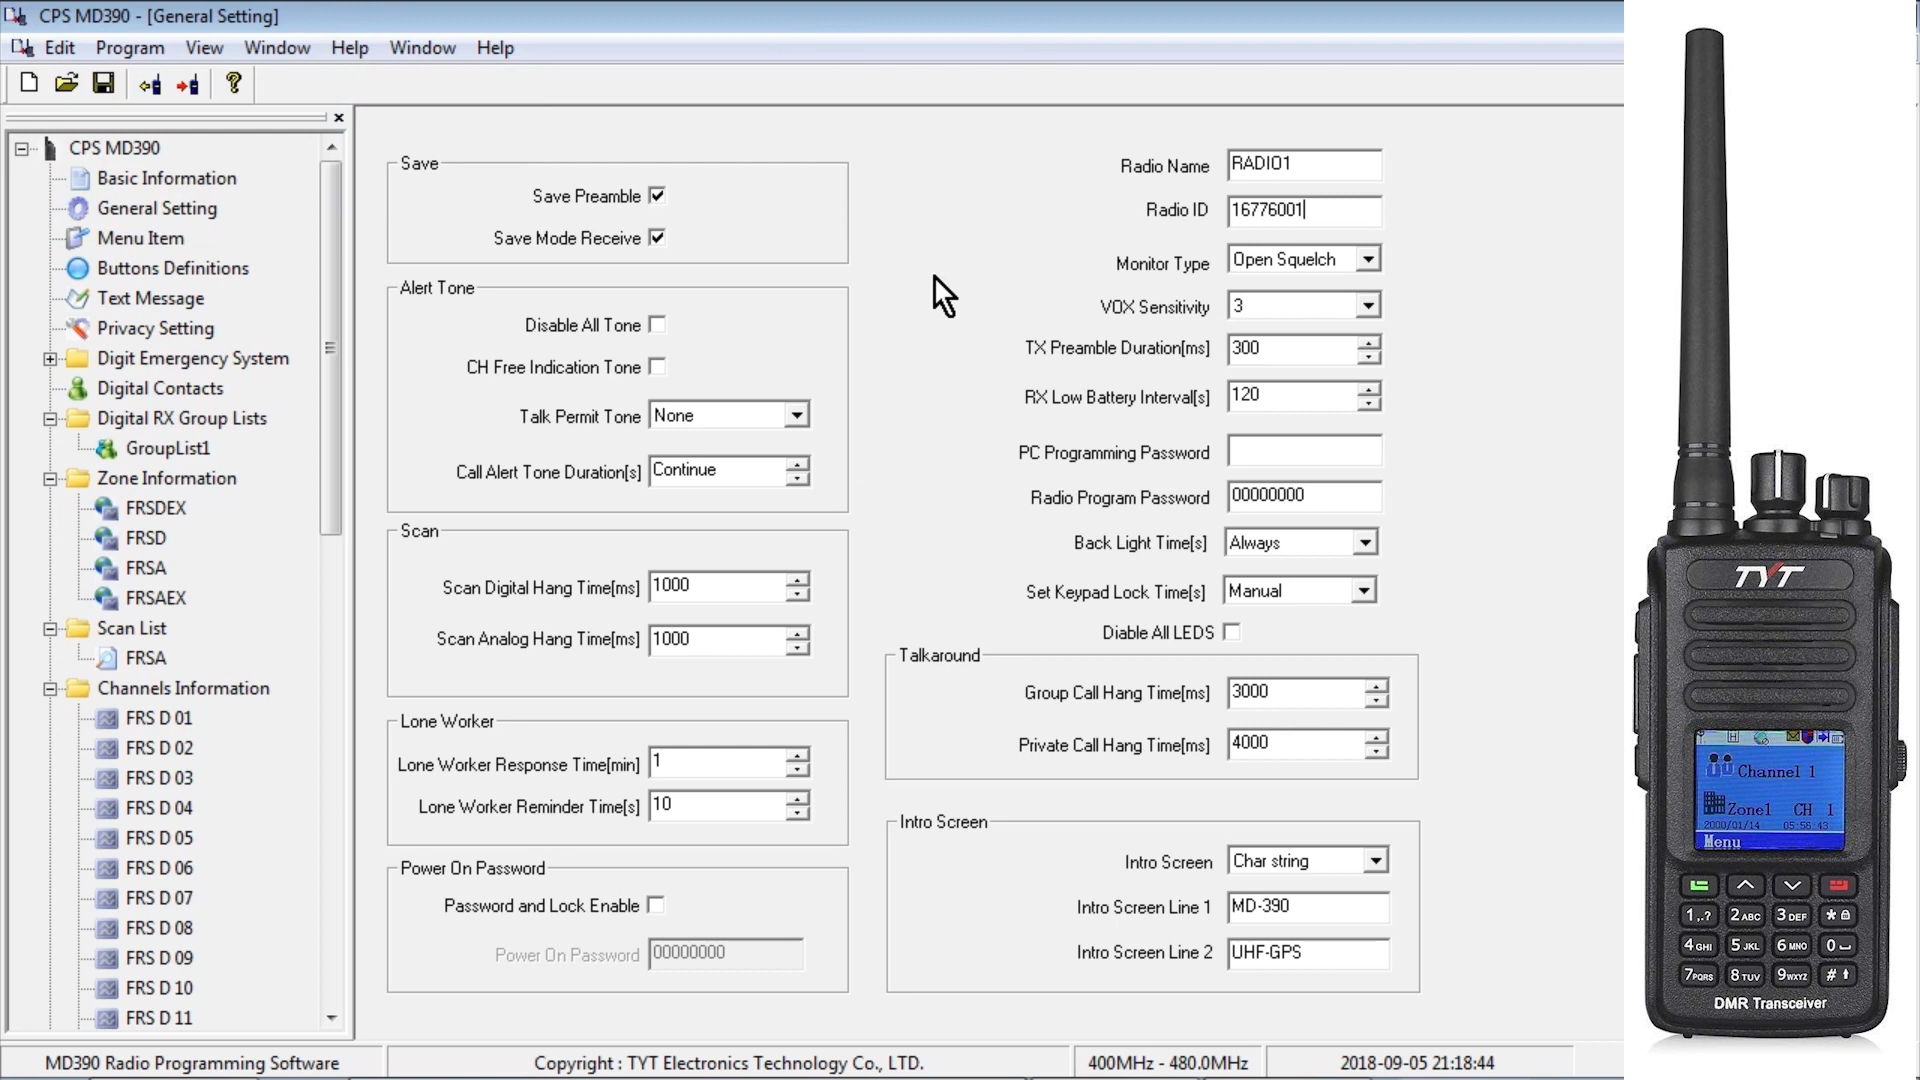 CPS MD390 - [General Setting]
Edit Program View Window Help Window Help
CPS MD390
Basic Information
General Setting
Menu Item
Buttons Definitions
Text Message
Privacy Setting
Digit Emergency System
Digital Contacts
Digital RX Group Lists
GroupList1
Zone Information
FRSDEX
FRSD
FRSA
FRSAEX
Scan List
FRSA
Channels Information
FRS D 01
FRS D 02
FRS D 03
FRS D 04
FRS D 05
FRS D 06
FRS D 07
FRS D 08
FRS D 09
FRS D 10
FRS D 11
Save
Save Preamble
Save Mode Receive
Alert Tone
Disable All Tone
CH Free Indication Tone
Talk Permit Tone None
Call Alert Tone Duration[s] Continue
Scan
Scan Digital Hang Time[ms] 1000
Scan Analog Hang Time[ms] 1000
Lone Worker
Lone Worker Response Time[min] 1
Lone Worker Reminder Time[s] 10
Power On Password
Password and Lock Enable
Power On Password 00000000
Radio Name RADIO1
Radio ID 16776001
Monitor Type Open Squelch
VOX Sensitivity 3
TX Preamble Duration[ms] 300
RX Low Battery Interval[s] 120
PC Programming Password
Radio Program Password 00000000
Back Light Time[s] Always
Set Keypad Lock Time[s] Manual
Diable All LEDS
Talkaround
Group Call Hang Time[ms] 3000
Private Call Hang Time[ms] 4000
Intro Screen
Intro Screen Char string
Intro Screen Line 1 MD-390
Intro Screen Line 2 UHF-GPS
MD390 Radio Programming Software
Copyright : TYT Electronics Technology Co., LTD.
400MHz - 480.0MHz
2018-09-05 21:18:44
TYT
Channel 1
Zone1 CH 1
2000/01/14 05:56:43
Menu
1,.? 2ABC 3DEF *
4GHI 5JKL 6MNO 0
7PQRS 8TUV 9WXYZ #
DMR Transceiver